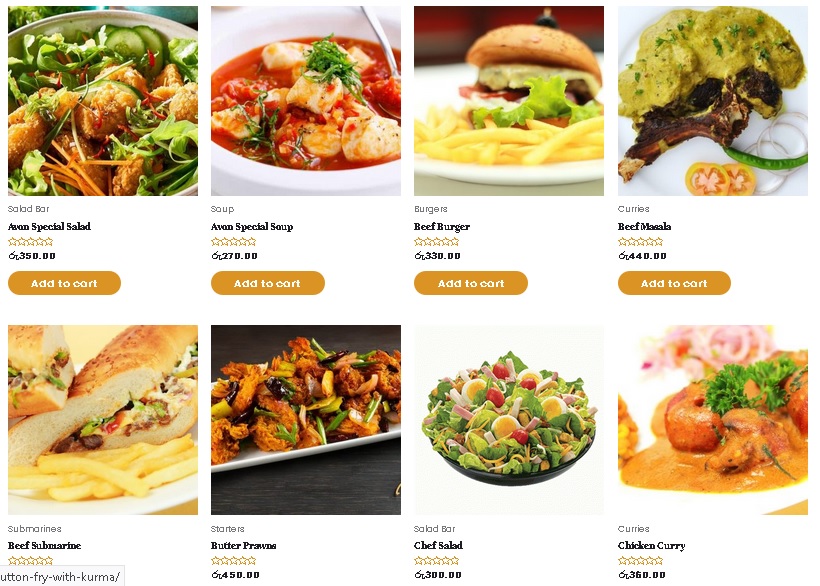 Salad Bar
Avon Special Salad
රු350.00
Add to cart
Soup
Avon Special Soup
රු270.00
Add to cart
Burgers
Beef Burger
රු330.00
Add to cart
Curries
Beef Masala
රු440.00
Add to cart
Submarines
Beef Submarine
Starters
Butter Prawns
රු450.00
Salad Bar
Chef Salad
රු300.00
Curries
Chicken Curry
රු360.00
utton-fry-with-kurma/